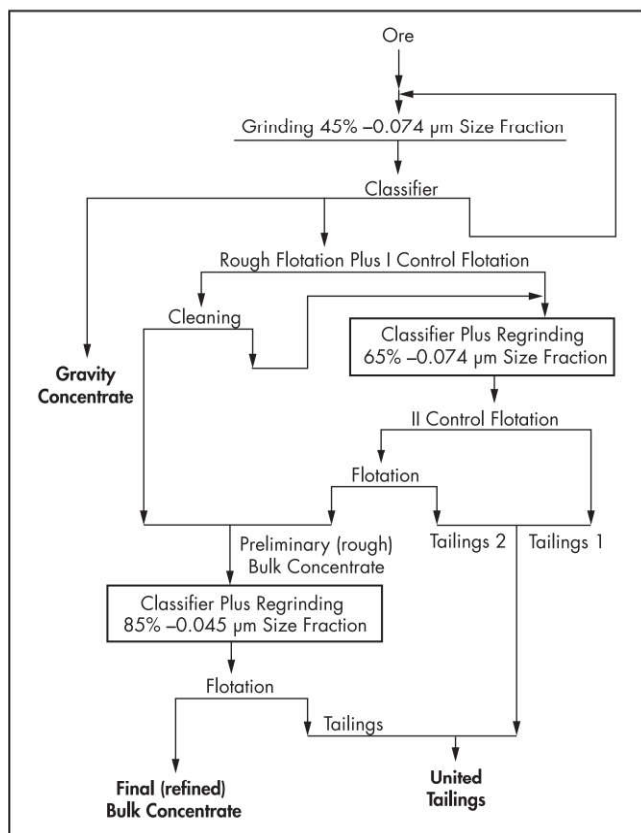 Ore
Grinding 45% –0.074 µm Size Fraction
Classifier
Rough Flotation Plus I Control Flotation
Cleaning
Classifier Plus Regrinding
65% –0.074 µm Size Fraction
Gravity
Concentrate
II Control Flotation
Flotation
Preliminary (rough)
Bulk Concentrate
Tailings 2
Tailings 1
Classifier Plus Regrinding
85% –0.045 µm Size Fraction
Flotation
Tailings
Final (refined)
Bulk Concentrate
United
Tailings